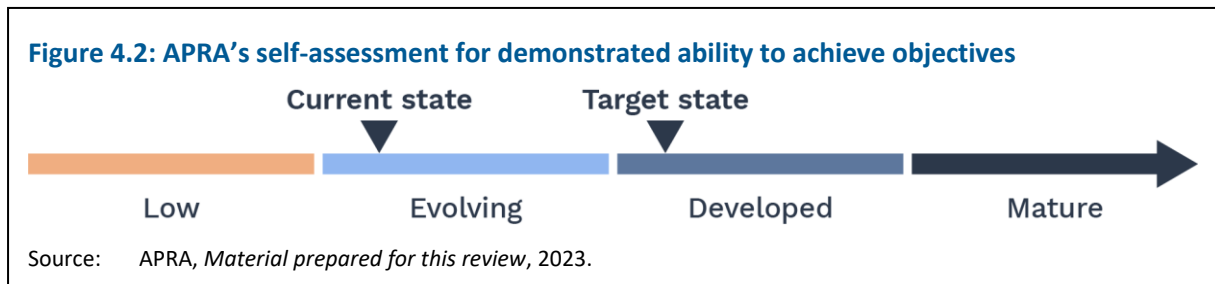 Figure 4.2: APRA’s self-assessment for demonstrated ability to achieve objectives
Current state Target state
Low Evolving Developed Mature
Source: APRA, Material prepared for this review, 2023.